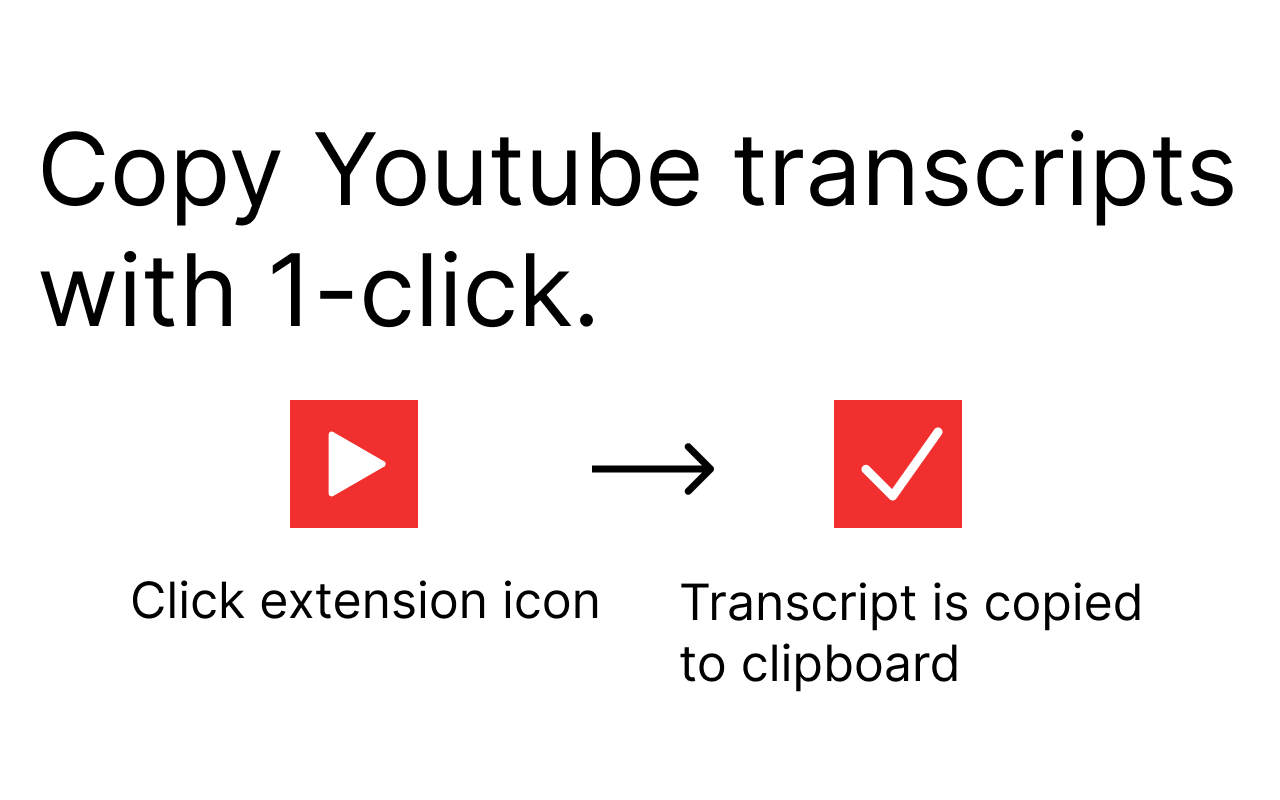 Copy Youtube transcripts
with 1-click.
Click extension icon
Transcript is copied
to clipboard